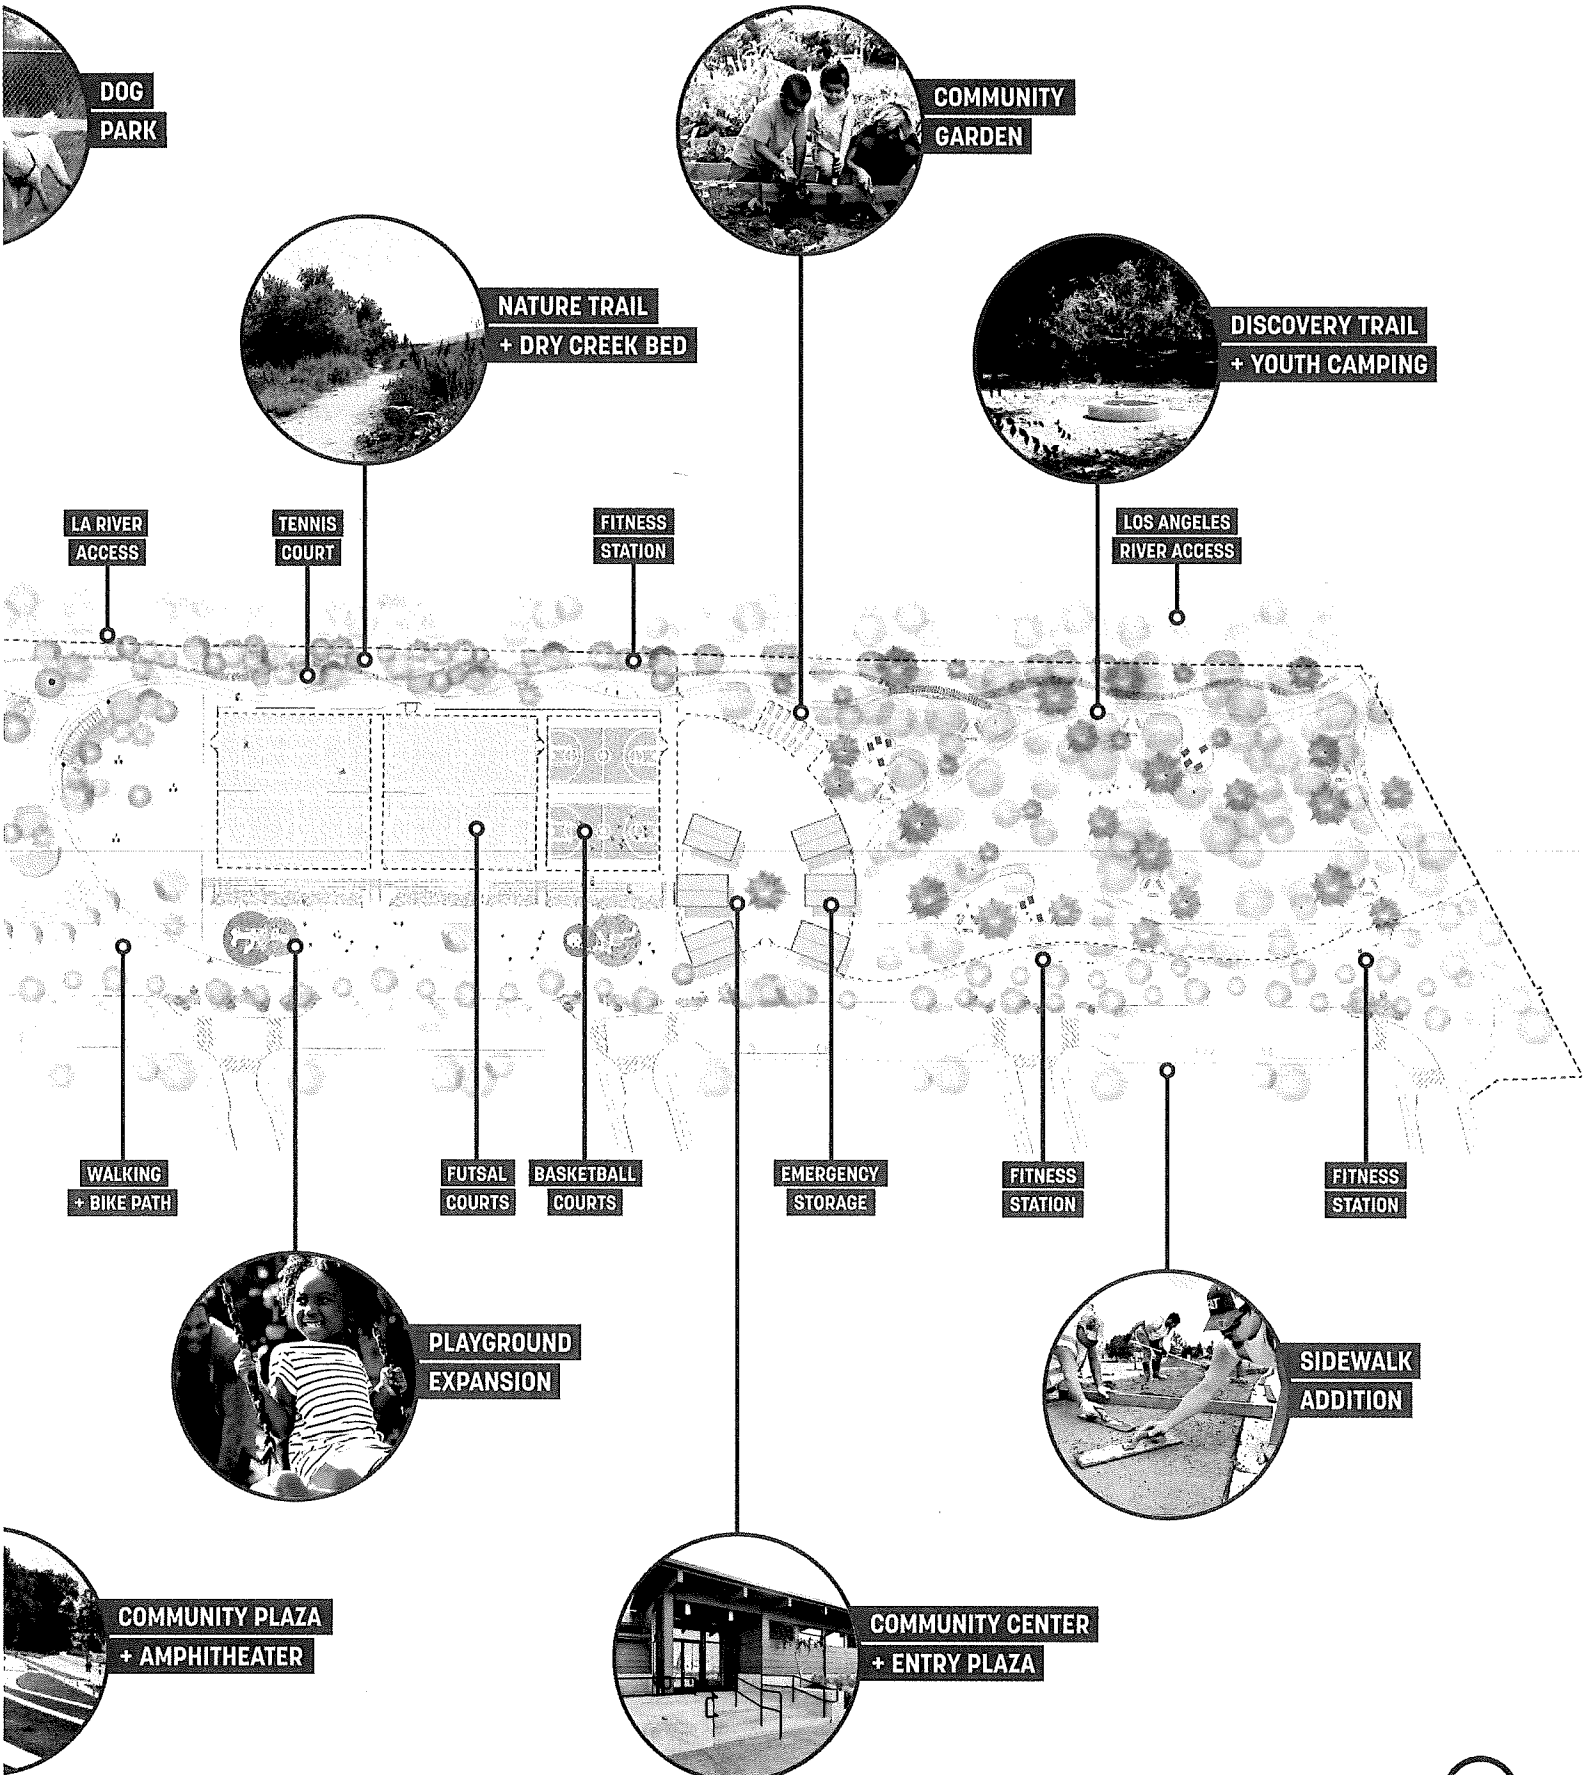 DOG
PARK
COMMUNITY
GARDEN
NATURE TRAIL
+ DRY CREEK BED
DISCOVERY TRAIL
+ YOUTH CAMPING
LA RIVER
ACCESS
TENNIS
COURT
FITNESS
STATION
LOS ANGELES
RIVER ACCESS
WALKING
+ BIKE PATH
FUTSAL
COURTS
BASKETBALL
COURTS
EMERGENCY
STORAGE
FITNESS
STATION
FITNESS
STATION
PLAYGROUND
EXPANSION
SIDEWALK
ADDITION
COMMUNITY PLAZA
+ AMPHITHEATER
COMMUNITY CENTER
+ ENTRY PLAZA